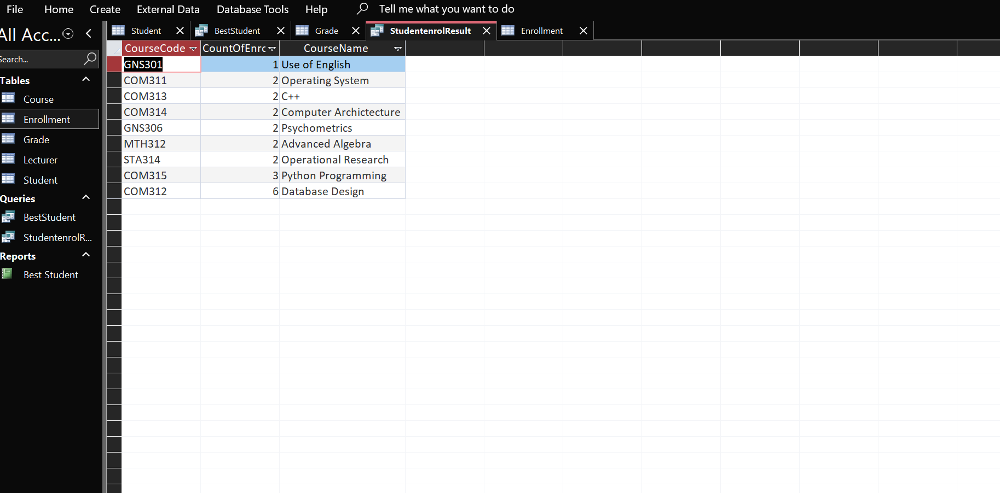 File Home Create External Data Database Tools Help Tell me what you want to do
All Acc...
Search...
Tables
Course
Enrollment
Grade
Lecturer
Student
Queries
BestStudent
StudentenrolR...
Reports
Best Student
Student BestStudent Grade StudentenrolResult Enrollment
CourseCode CountOfEnro CourseName
GNS301 1 Use of English
COM311 2 Operating System
COM313 2 C++
COM314 2 Computer Archictecture
GNS306 2 Psychometrics
MTH312 2 Advanced Algebra
STA314 2 Operational Research
COM315 3 Python Programming
COM312 6 Database Design